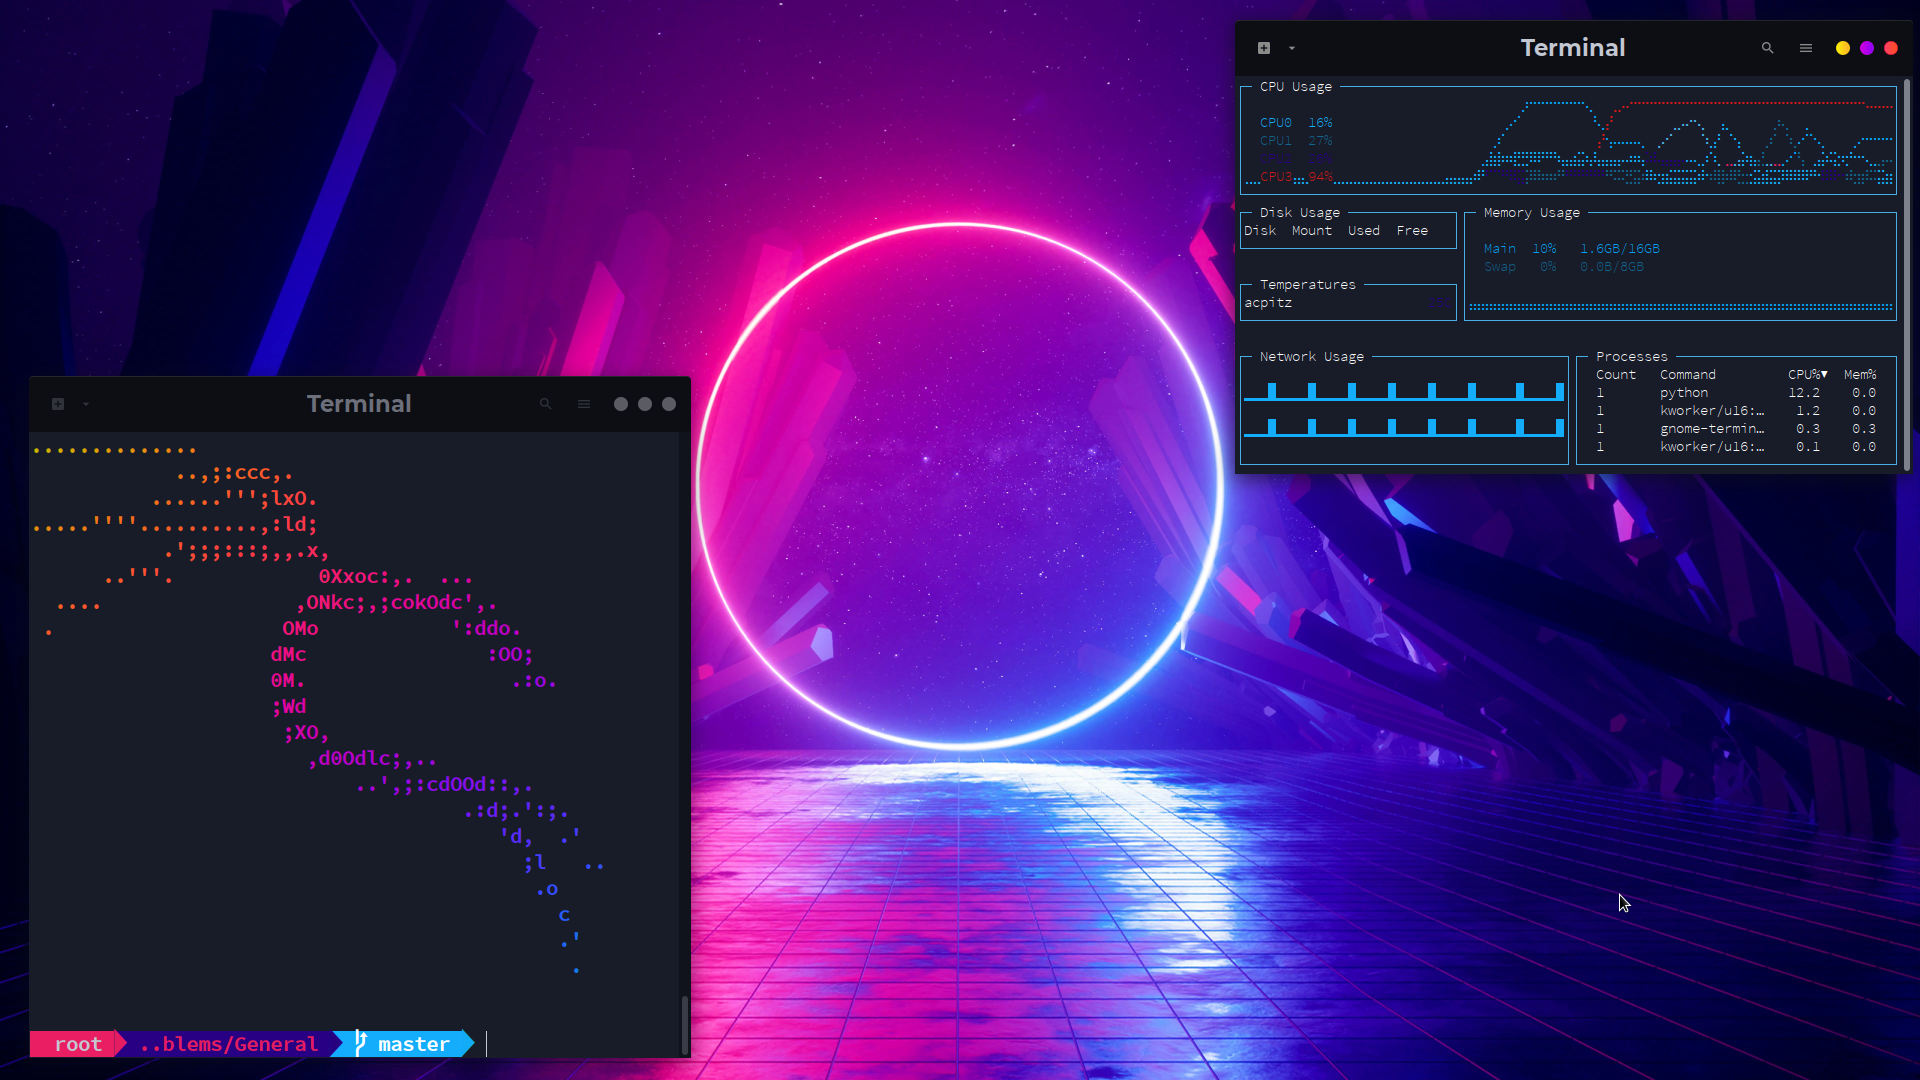 Terminal
CPU Usage
CPU0 16%
CPU1 27%
CPU3 94%
Disk Usage
Disk Mount Used Free
Memory Usage
Main 10% 1.6GB/16GB
Swap 0% 0.0B/8GB
Temperatures
acpitz
Network Usage
Processes
Count Command CPU%▼ Mem%
1 python 12.2 0.0
1 kworker/u16:… 1.2 0.0
1 gnome-termin… 0.3 0.3
1 kworker/u16:… 0.1 0.0
Terminal
..............
..,;:ccc,.
......''';lxO.
.....''''..........,:ld;
.';;;:::;,,.x,
..'''. 0Xxoc:,. ...
.... ,ONkc;,;cokOdc',.
. OMo ':ddo.
dMc :OO;
0M. .:o.
;Wd
;XO,
,d0Odlc;,..
..',;:cdOOd::,.
.:d;.':;.
'd, .'
;l ..
.o
c
.'
.
root ..blems/General master